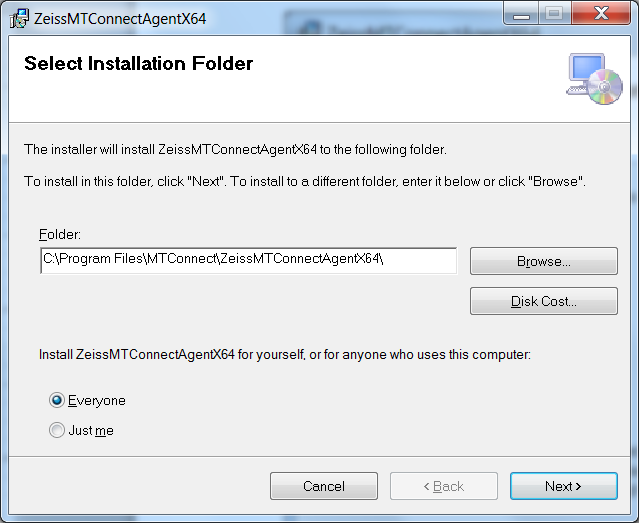 ZeissMTConnectAgentX64
Select Installation Folder
The installer will install ZeissMTConnectAgentX64 to the following folder.
To install in this folder, click "Next". To install to a different folder, enter it below or click "Browse".
Folder:
C:\Program Files\MTConnect\ZeissMTConnectAgentX64\
Browse...
Disk Cost...
Install ZeissMTConnectAgentX64 for yourself, or for anyone who uses this computer:
Everyone
Just me
Cancel
< Back
Next >